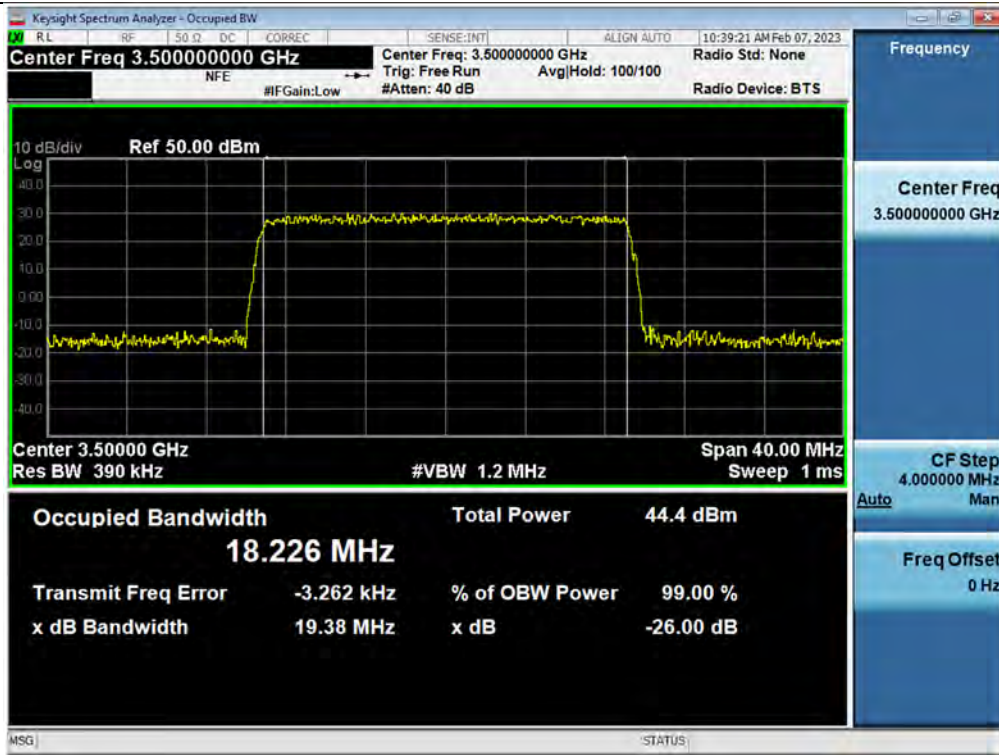 Keysight Spectrum Analyzer - Occupied BW
LXI RL RF 50 Ω DC CORREC SENSE:INT ALIGN AUTO 10:39:21 AM Feb 07, 2023
Center Freq 3.500000000 GHz
NFE
#IFGain:Low
Center Freq: 3.500000000 GHz
Trig: Free Run Avg|Hold: 100/100
#Atten: 40 dB
Radio Std: None
Radio Device: BTS
Frequency
10 dB/div Ref 50.00 dBm
Log
40.0
30.0
20.0
10.0
0.00
-10.0
-20.0
-30.0
-40.0
Center 3.50000 GHz Span 40.00 MHz
Res BW 390 kHz #VBW 1.2 MHz Sweep 1 ms
Occupied Bandwidth Total Power 44.4 dBm
18.226 MHz
Transmit Freq Error -3.262 kHz % of OBW Power 99.00 %
x dB Bandwidth 19.38 MHz x dB -26.00 dB
Center Freq
3.500000000 GHz
CF Step
4.000000 MHz
Auto Man
Freq Offset
0 Hz
MSG STATUS